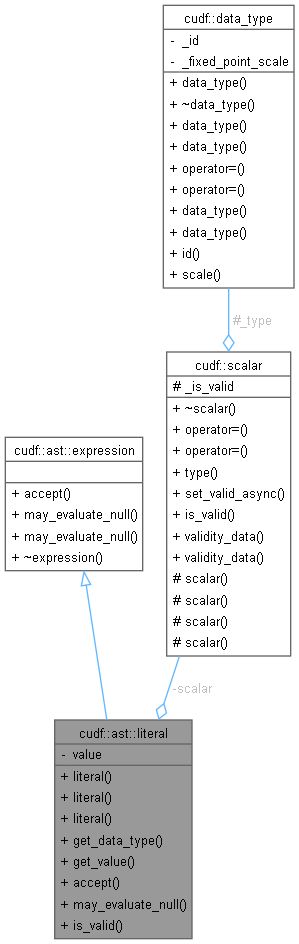 cudf::data_type
- _id
- _fixed_point_scale
+ data_type()
+ ~data_type()
+ data_type()
+ data_type()
+ operator=()
+ operator=()
+ data_type()
+ data_type()
+ id()
+ scale()
#_type
cudf::scalar
# _is_valid
+ ~scalar()
+ operator=()
+ operator=()
+ type()
+ set_valid_async()
+ is_valid()
+ validity_data()
+ validity_data()
# scalar()
# scalar()
# scalar()
# scalar()
cudf::ast::expression
+ accept()
+ may_evaluate_null()
+ may_evaluate_null()
+ ~expression()
-scalar
cudf::ast::literal
- value
+ literal()
+ literal()
+ literal()
+ get_data_type()
+ get_value()
+ accept()
+ may_evaluate_null()
+ is_valid()